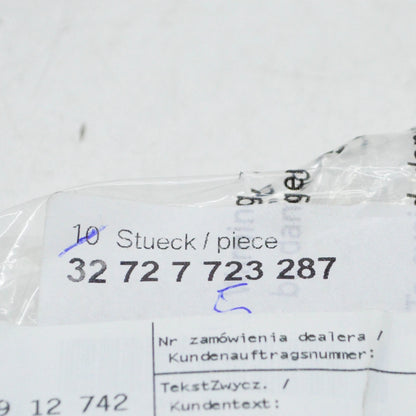 10 Stueck / piece
32 72 7 723 287
5
Nr zamówienia dealera /
Kundenauftragsnummer:
TekstZwycz. /
Kundentext:
9 12 742